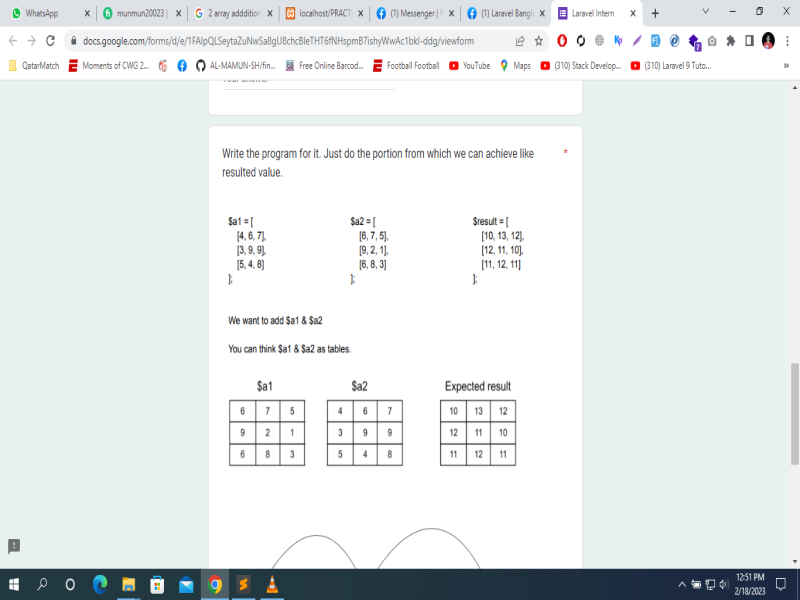 WhatsApp
munmun20023 (
2 array adddition
localhost/PRACT
(1) Messenger | F
(1) Laravel Bangl
Laravel Intern
docs.google.com/forms/d/e/1FAIpQLSeytaZuNwSa8gU8chcBleTHT6fNHspmB7ishyWwAc1bkl-ddg/viewform
QatarMatch
Moments of CWG 2...
AL-MAMUN-SH/fin...
Free Online Barcod...
Football Football
YouTube
Maps
(310) Stack Develop...
(310) Laravel 9 Tuto...
»
Write the program for it. Just do the portion from which we can achieve like *
resulted value.
$a1 = [ $a2 = [ $result = [
[4, 6, 7], [6, 7, 5], [10, 13, 12],
[3, 9, 9], [9, 2, 1], [12, 11, 10],
[5, 4, 8] [6, 8, 3] [11, 12, 11]
]; ]; ];
We want to add $a1 & $a2
You can think $a1 & $a2 as tables.
$a1 $a2 Expected result
6 7 5 4 6 7 10 13 12
9 2 1 3 9 9 12 11 10
6 8 3 5 4 8 11 12 11
12:51 PM
2/18/2023